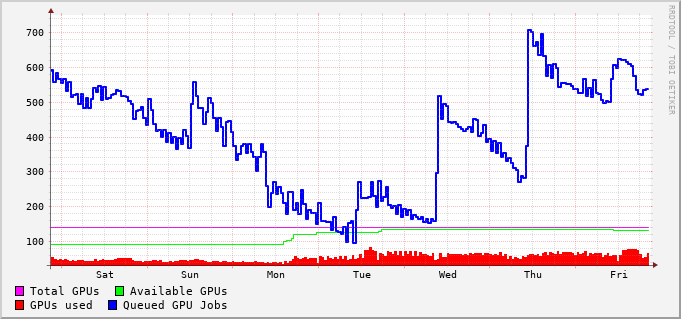 RRDTOOL / TOBI OETIKER
700
600
500
400
300
200
100
Sat Sun Mon Tue Wed Thu Fri
Total GPUs Available GPUs
GPUs used Queued GPU Jobs